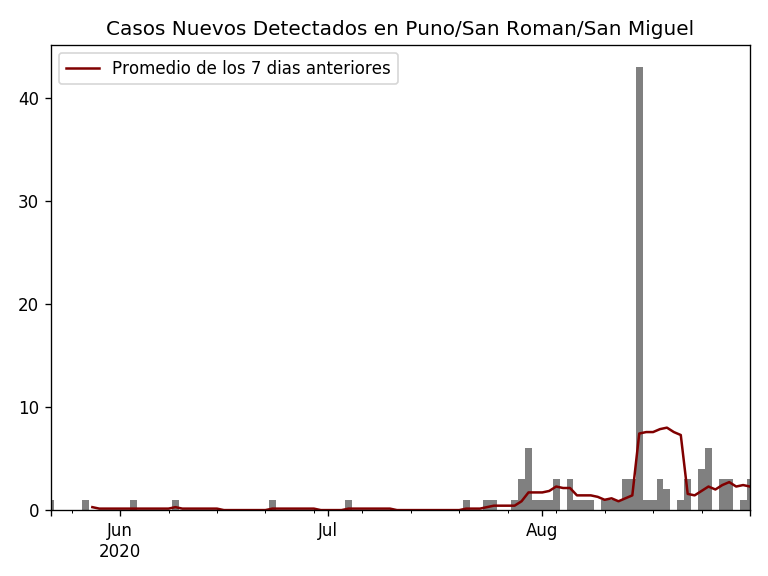 Casos Nuevos Detectados en Puno/San Roman/San Miguel
Promedio de los 7 dias anteriores
40
30
20
10
0
Jun
2020
Jul
Aug